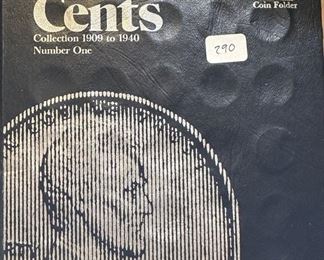 Cents
Coin Folder
Collection 1909 to 1940
Number One
290